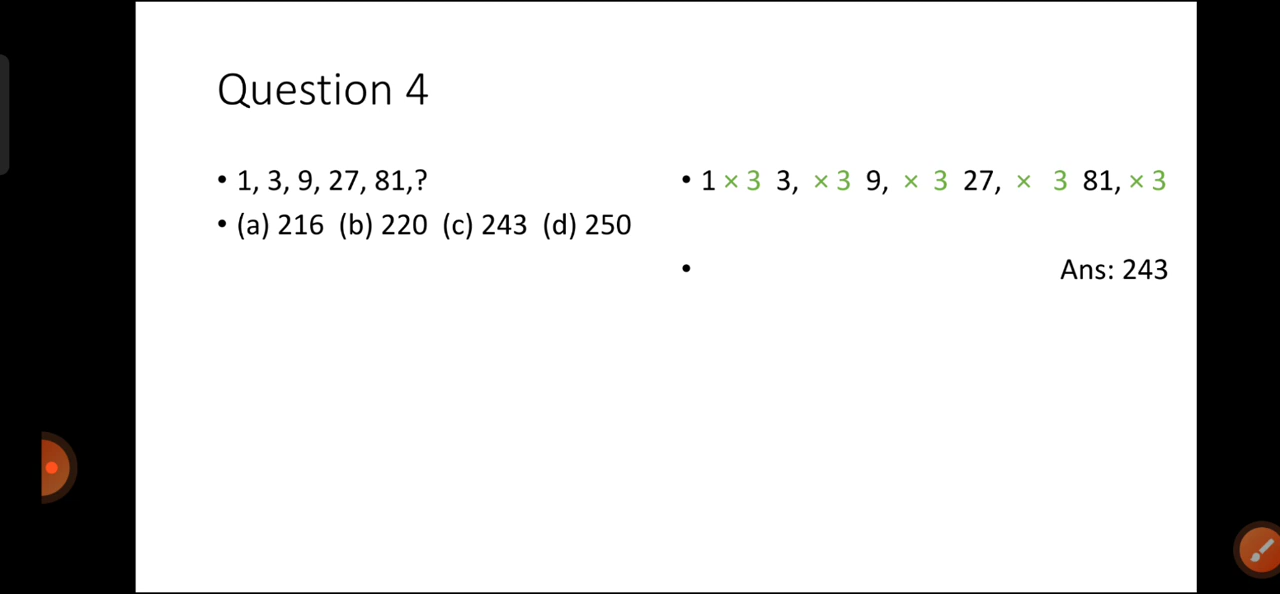 Question 4
• 1, 3, 9, 27, 81,?
• (a) 216 (b) 220 (c) 243 (d) 250
• 1 × 3 3, × 3 9, × 3 27, × 3 81, × 3
• Ans: 243